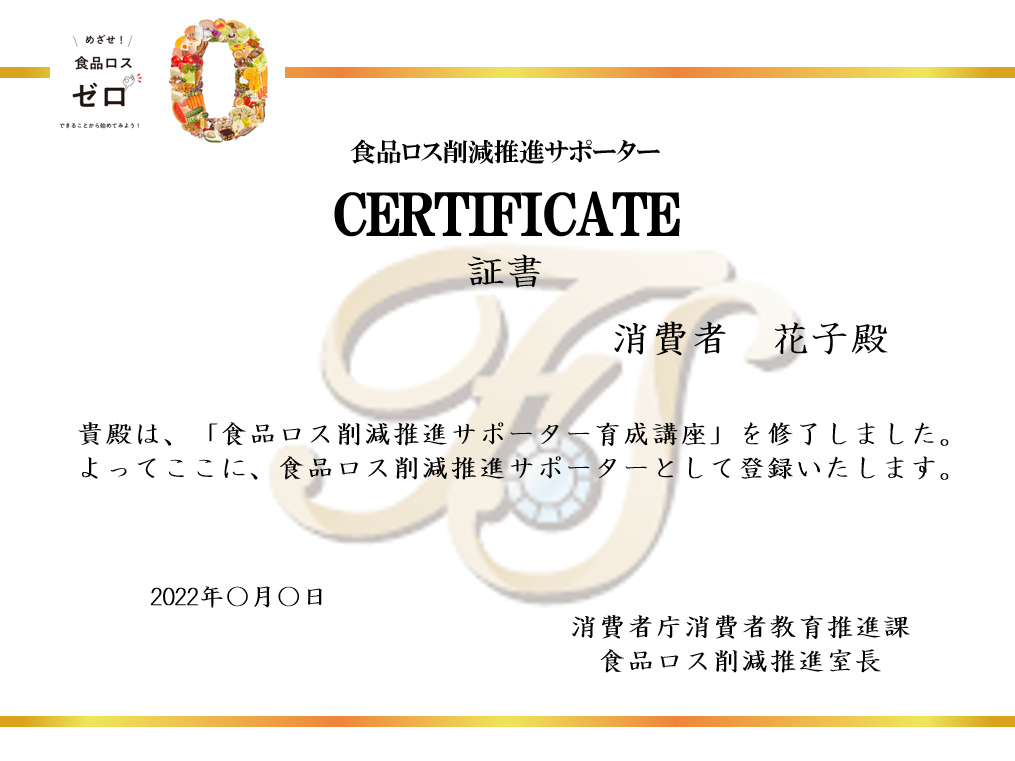 \ めざせ！/
食品ロス
ゼロ
できることから始めてみよう！
食品ロス削減推進サポーター
CERTIFICATE
証書
消費者　花子殿
貴殿は、「食品ロス削減推進サポーター育成講座」を修了しました。
よってここに、食品ロス削減推進サポーターとして登録いたします。
2022年〇月〇日
消費者庁消費者教育推進課
食品ロス削減推進室長